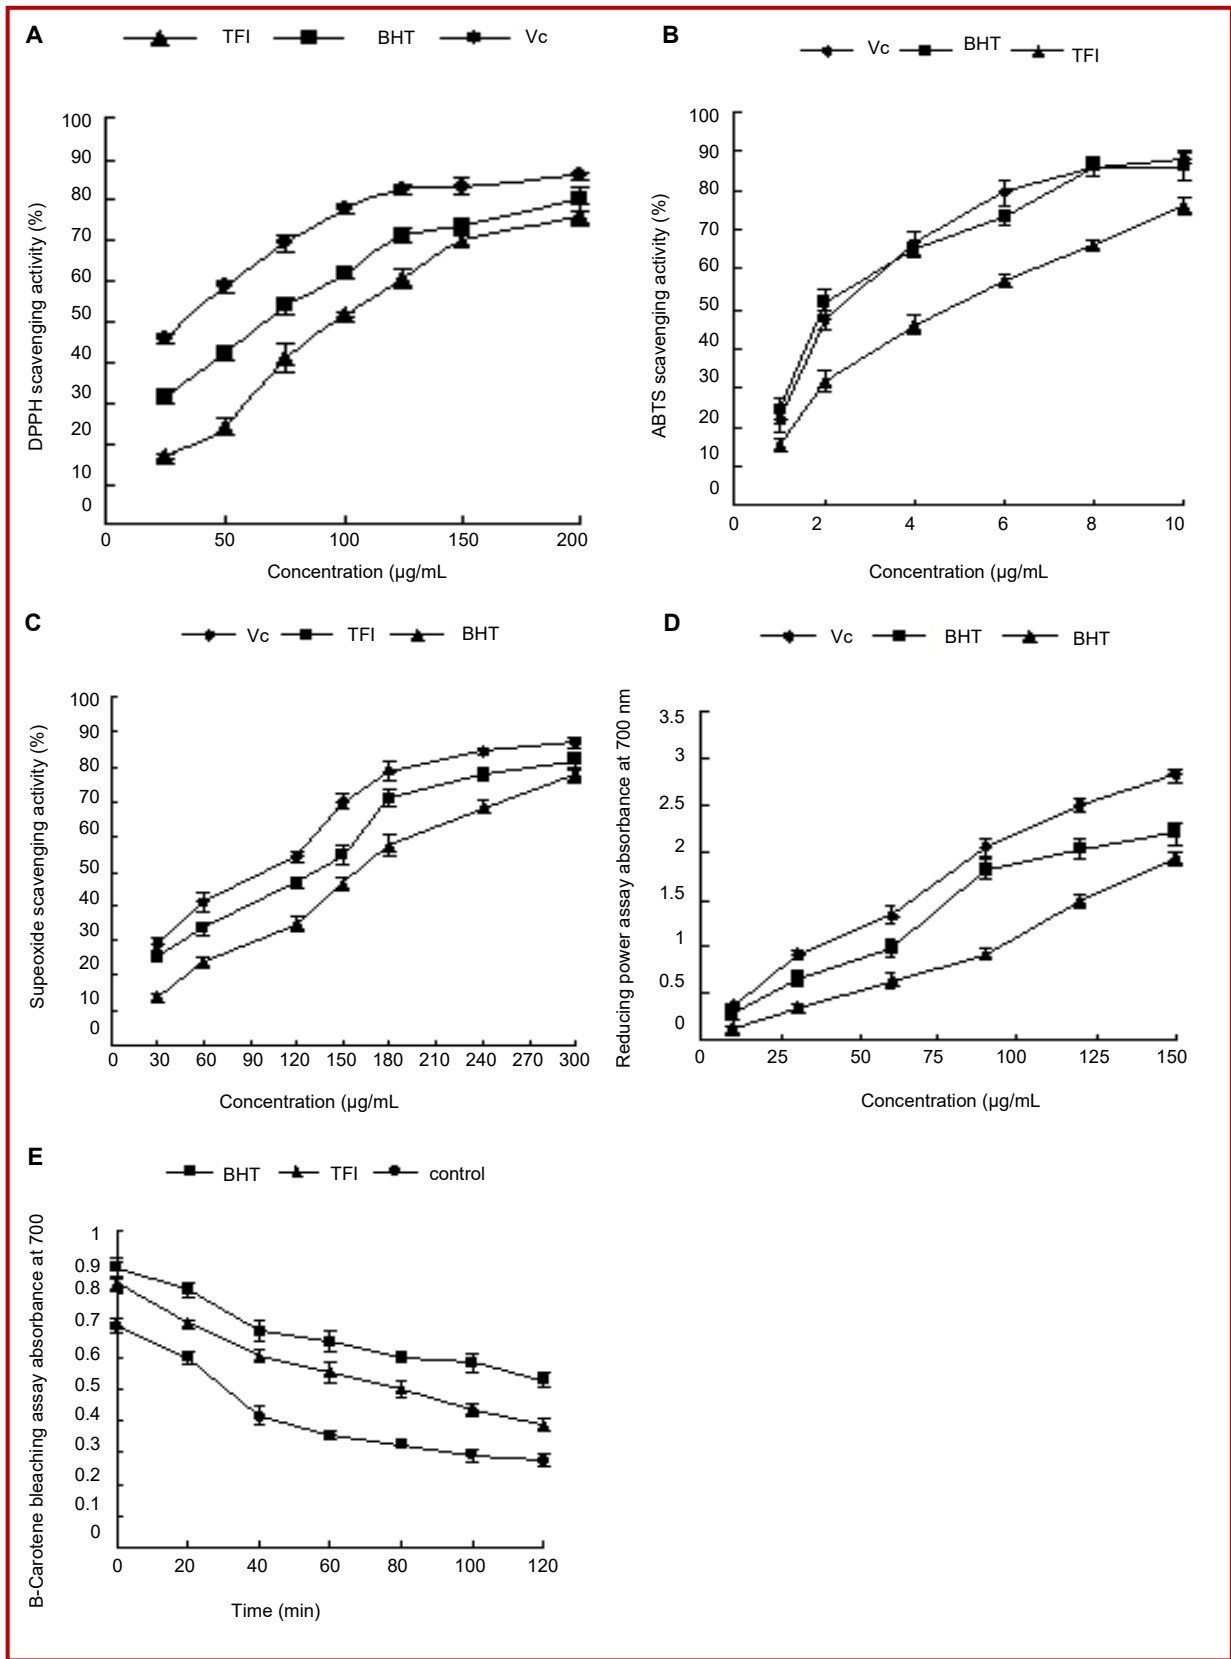 A
TFI BHT Vc
100
90
80
70
60
50
40
30
20
10
0
DPPH scavenging activity (%)
0 50 100 150 200
Concentration (µg/mL
B
Vc BHT TFI
100
90
80
70
60
50
40
30
20
10
0
ABTS scavenging activity (%)
0 2 4 6 8 10
Concentration (µg/mL
C
Vc TFI BHT
100
90
80
70
60
50
40
30
20
10
0
Supeoxide scavenging activity (%)
0 30 60 90 120 150 180 210 240 270 300
Concentration (µg/mL
D
Vc BHT BHT
3.5
3
2.5
2
1.5
1
0.5
0
Reducing power assay absorbance at 700 nm
0 25 50 75 100 125 150
Concentration (µg/mL
E
BHT TFI control
1
0.9
0.8
0.7
0.6
0.5
0.4
0.3
0.2
0.1
0
B-Carotene bleaching assay absorbance at 700
0 20 40 60 80 100 120
Time (min)